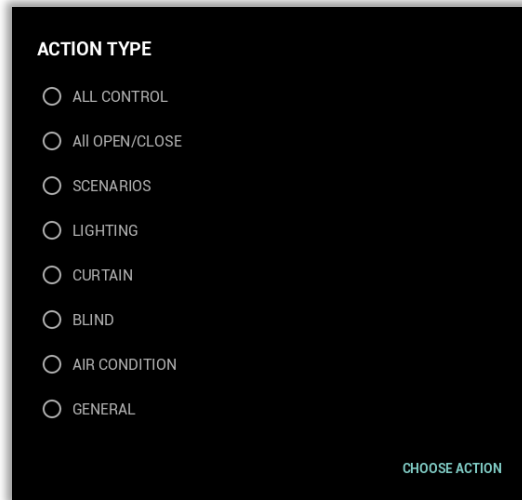 ACTION TYPE
ALL CONTROL
All OPEN/CLOSE
SCENARIOS
LIGHTING
CURTAIN
BLIND
AIR CONDITION
GENERAL
CHOOSE ACTION